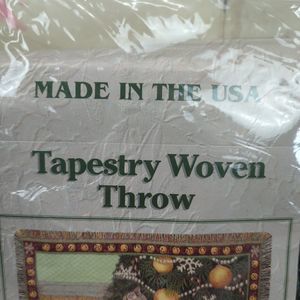 MADE IN THE USA
Tapestry Woven
Throw